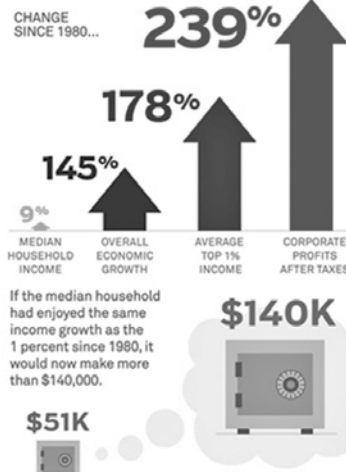 CHANGE
SINCE 1980...
239%
178%
145%
9%
MEDIAN
HOUSEHOLD
INCOME
OVERALL
ECONOMIC
GROWTH
AVERAGE
TOP 1%
INCOME
CORPORATE
PROFITS
AFTER TAXES
If the median household
had enjoyed the same
income growth as the
1 percent since 1980, it
would now make more
than $140,000.
$140K
$51K